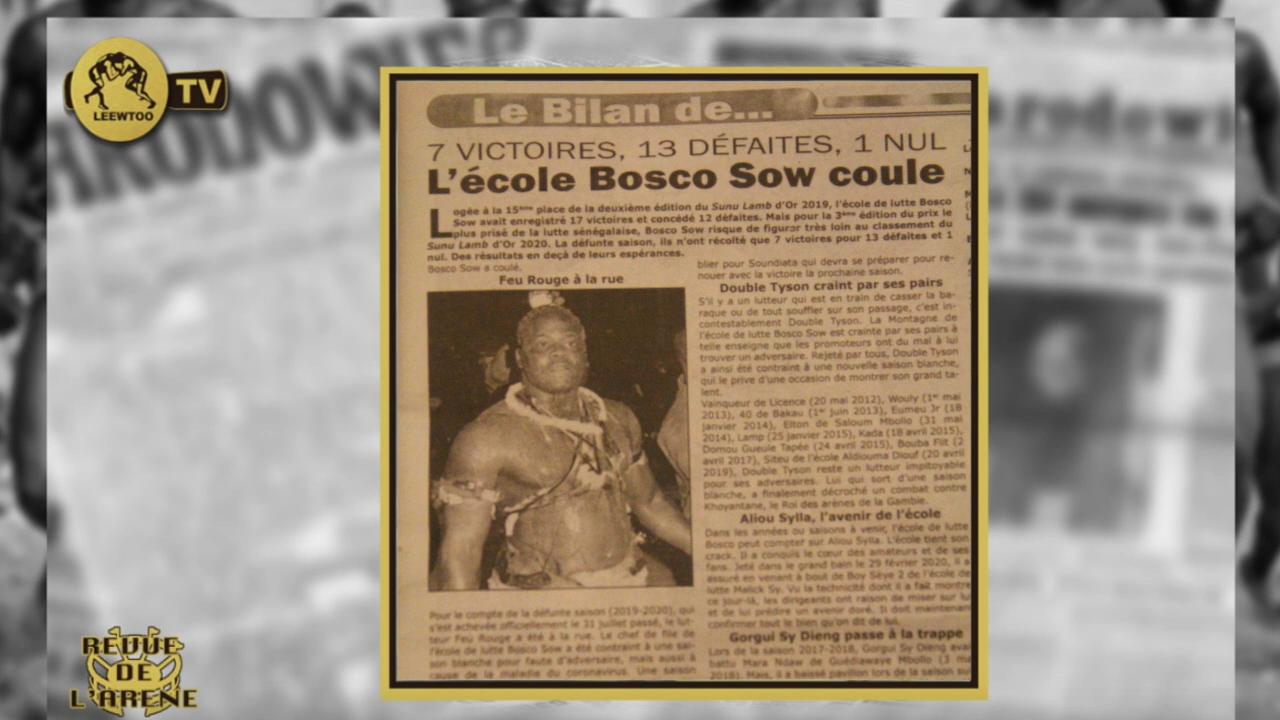 LEEWTOO
TV
Le Bilan de...
7 VICTOIRES, 13 DÉFAITES, 1 NUL
L'école Bosco Sow coule
Logée à la 15ème place de la deuxième édition du Sunu Lamb d'Or 2019, l'école de lutte Bosco
Sow avait enregistré 17 victoires et concédé 12 défaites. Mais pour la 3ème édition du prix le
plus prisé de la lutte sénégalaise, Bosco Sow risque de figurer très loin au classement du
Sunu Lamb d'Or 2020. La défunte saison, ils n'ont récolté que 7 victoires pour 13 défaites et 1
nul. Des résultats en deçà de leurs espérances.
Bosco Sow a coulé.
Feu Rouge à la rue
Pour le compte de la défunte saison (2019-2020), qui
s'est achevée officiellement le 31 juillet passé, le lut-
teur Feu Rouge a été à la rue. Le chef de file de
l'école de lutte Bosco Sow a été contraint à une sai-
son blanche pour faute d'adversaire, mais aussi à
cause de la maladie du coronavirus. Une saison
blier pour Soundiata qui devra se préparer pour re-
nouer avec la victoire la prochaine saison.
Double Tyson craint par ses pairs
S'il y a un lutteur qui est en train de casser la ba-
raque ou de tout souffler sur son passage, c'est in-
contestablement Double Tyson. La Montagne de
l'école de lutte Bosco Sow est crainte par ses pairs à
telle enseigne que les promoteurs ont du mal à lui
trouver un adversaire. Rejeté par tous, Double Tyson
a ainsi été contraint à une nouvelle saison blanche,
qui le prive d'une occasion de montrer son grand ta-
lent.
Vainqueur de Licence (20 mai 2012), Wouly (1er mai
2013), 40 de Bakau (1er juin 2013), Eumeu Jr (18
janvier 2014), Elton de Saloum Mbollo (31 mai
2014), Lamp (25 janvier 2015), Kada (18 avril 2015),
Domou Gueule Tapée (24 avril 2015), Bouba Flit (2
avril 2017), Siteu de l'école Aldiouma Diouf (20 avril
2019), Double Tyson reste un lutteur impitoyable
pour ses adversaires. Lui qui sort d'une saison
blanche, a finalement décroché un combat contre
Khoyantane, le Roi des arènes de la Gambie.
Aliou Sylla, l'avenir de l'école
Dans les années ou saisons à venir, l'école de lutte
Bosco peut compter sur Aliou Sylla. L'école tient son
crack. Il a conquis le cœur des amateurs et de ses
fans. Jeté dans le grand bain le 29 février 2020, il a
assuré en venant à bout de Boy Sèye 2 de l'école de
lutte Malick Sy. Vu la technicité dont il a fait montre
ce jour-là, les dirigeants ont raison de miser sur lui
et de lui prédire un avenir doré. Il doit maintenant
confirmer tout le bien qu'on dit de lui.
Gorgui Sy Dieng passe à la trappe
Lors de la saison 2017-2018, Gorgui Sy Dieng avait
battu Mara Ndaw de Guédiawaye Mbollo (3 
2018). Mais, il a baissé pavillon lors de la saison
REVUE
DE
L'ARÈNE